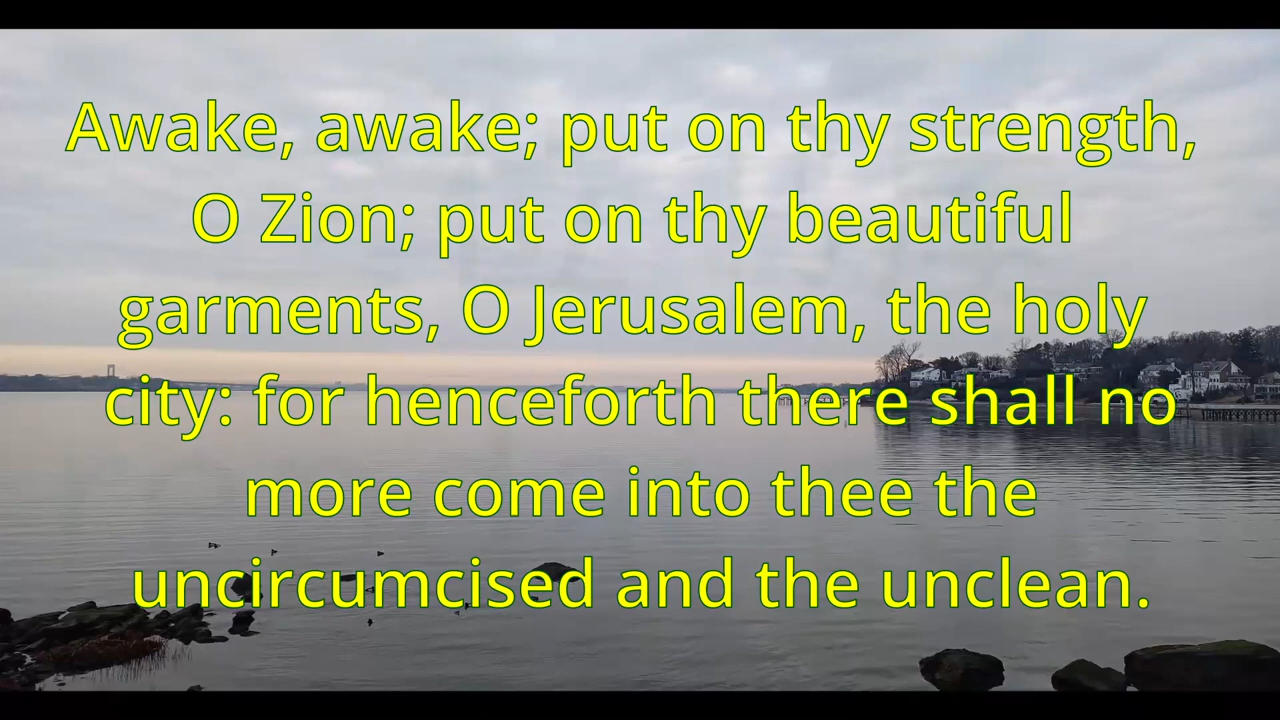 Awake, awake; put on thy strength,
O Zion; put on thy beautiful
garments, O Jerusalem, the holy
city: for henceforth there shall no
more come into thee the
uncircumcised and the unclean.